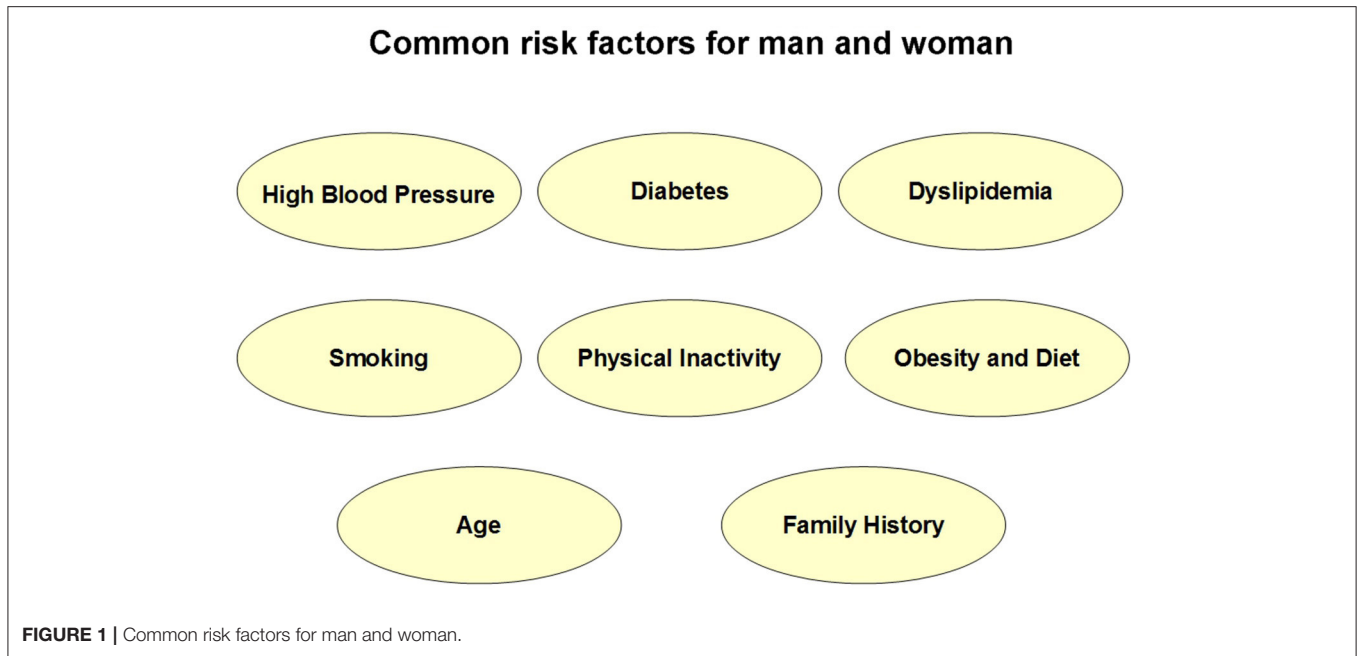 Common risk factors for man and woman
High Blood Pressure
Diabetes
Dyslipidemia
Smoking
Physical Inactivity
Obesity and Diet
Age
Family History
FIGURE 1 | Common risk factors for man and woman.